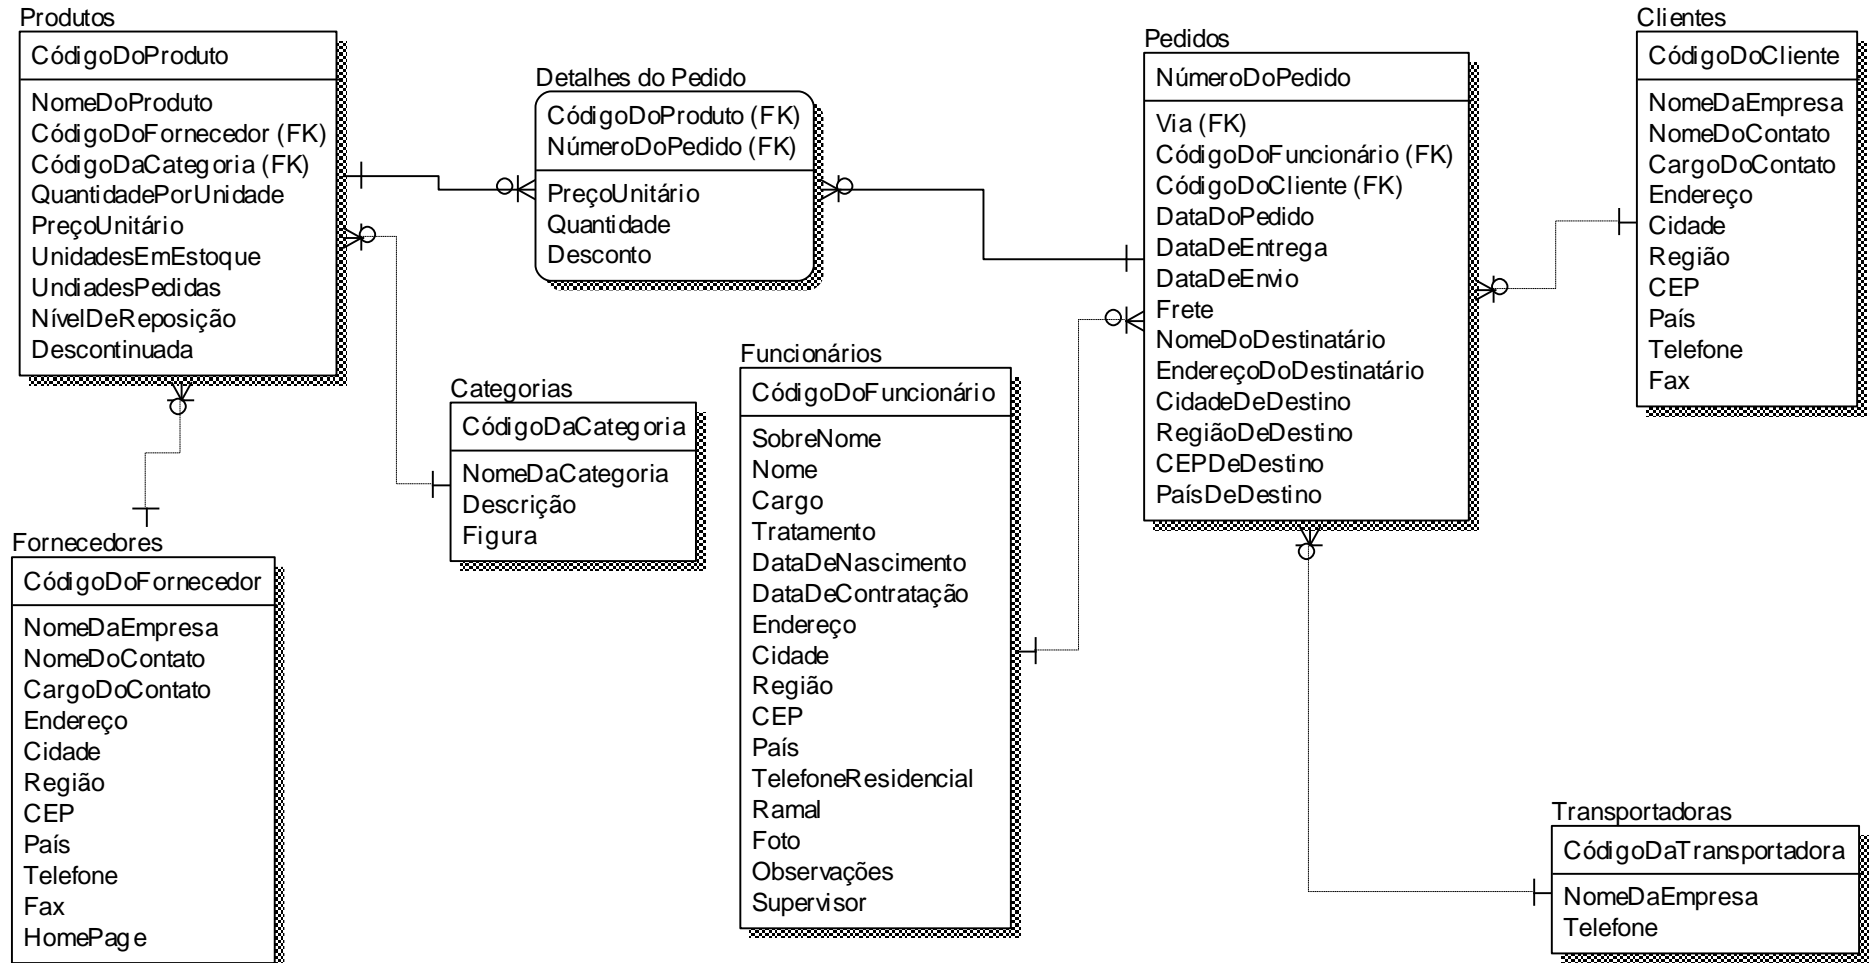 Produtos
CódigoDoProduto
NomeDoProduto
CódigoDoFornecedor (FK)
CódigoDaCategoria (FK)
QuantidadePorUnidade
PreçoUnitário
UnidadesEmEstoque
UndiadesPedidas
NívelDeReposição
Descontinuada
Detalhes do Pedido
CódigoDoProduto (FK)
NúmeroDoPedido (FK)
PreçoUnitário
Quantidade
Desconto
Pedidos
NúmeroDoPedido
Via (FK)
CódigoDoFuncionário (FK)
CódigoDoCliente (FK)
DataDoPedido
DataDeEntrega
DataDeEnvio
Frete
NomeDoDestinatário
EndereçoDoDestinatário
CidadeDeDestino
RegiãoDeDestino
CEPDeDestino
PaísDeDestino
Clientes
CódigoDoCliente
NomeDaEmpresa
NomeDoContato
CargoDoContato
Endereço
Cidade
Região
CEP
País
Telefone
Fax
Fornecedores
CódigoDoFornecedor
NomeDaEmpresa
NomeDoContato
CargoDoContato
Endereço
Cidade
Região
CEP
País
Telefone
Fax
HomePage
Categorias
CódigoDaCategoria
NomeDaCategoria
Descrição
Figura
Funcionários
CódigoDoFuncionário
SobreNome
Nome
Cargo
Tratamento
DataDeNascimento
DataDeContratação
Endereço
Cidade
Região
CEP
País
TelefoneResidencial
Ramal
Foto
Observações
Supervisor
Transportadoras
CódigoDaTransportadora
NomeDaEmpresa
Telefone